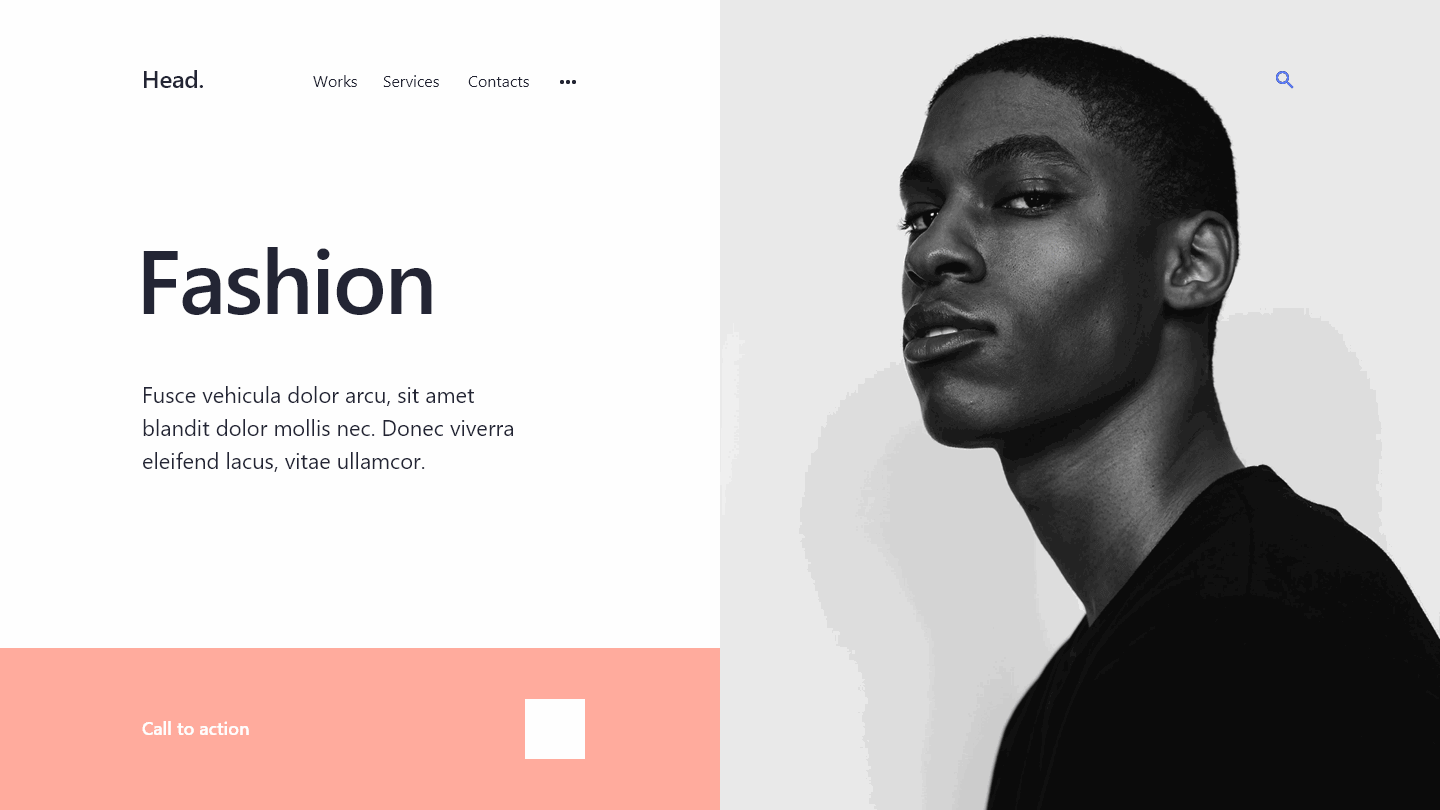 Head.
Works Services Contacts
Fashion
Fusce vehicula dolor arcu, sit amet
blandit dolor mollis nec. Donec viverra
eleifend lacus, vitae ullamcor.
Call to action